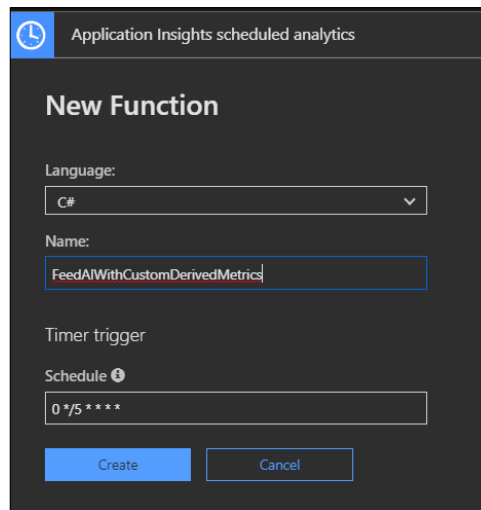 Application Insights scheduled analytics
New Function
Language:
C#
Name:
FeedAIWithCustomDerivedMetrics
Timer trigger
Schedule
0 */5 * * * *
Create Cancel